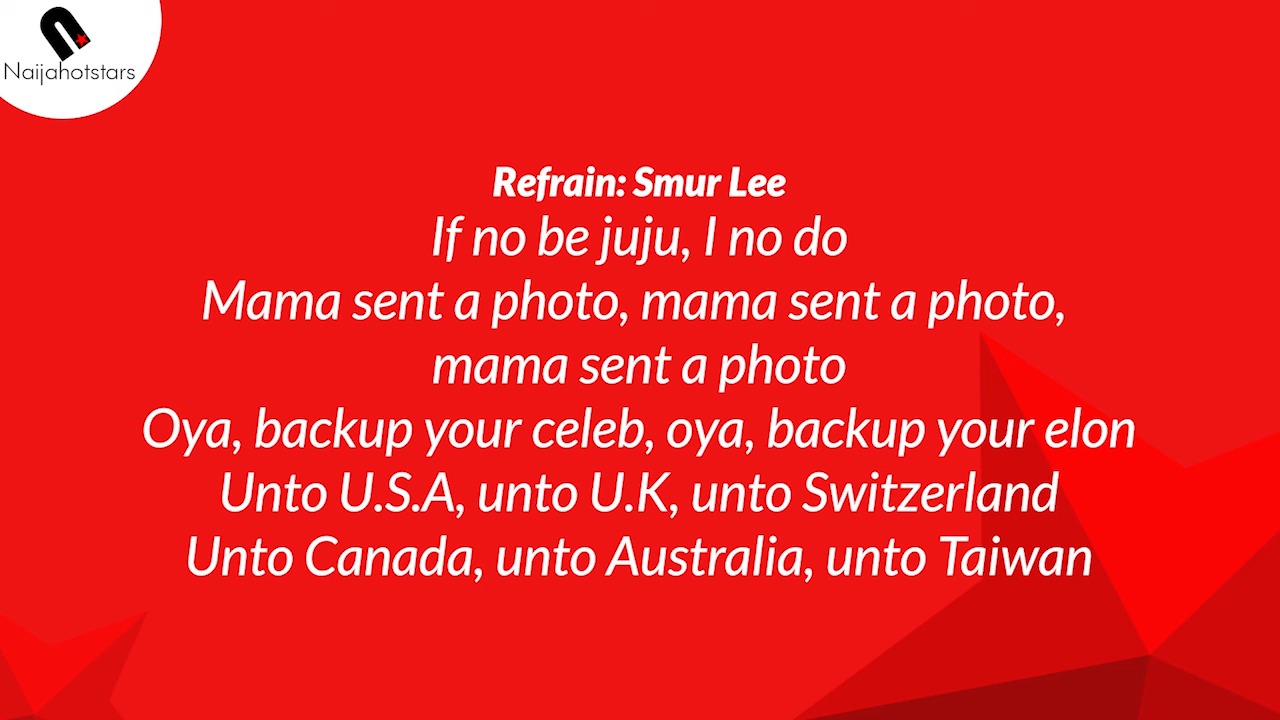 Naijahotstars
Refrain: Smur Lee
If no be juju, I no do
Mama sent a photo, mama sent a photo,
mama sent a photo
Oya, backup your celeb, oya, backup your elon
Unto U.S.A, unto U.K, unto Switzerland
Unto Canada, unto Australia, unto Taiwan